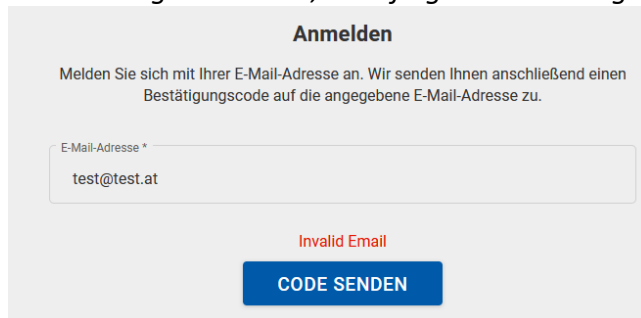 Anmelden
Melden Sie sich mit Ihrer E-Mail-Adresse an. Wir senden Ihnen anschließend einen
Bestätigungscode auf die angegebene E-Mail-Adresse zu.
E-Mail-Adresse *
test@test.at
Invalid Email
CODE SENDEN